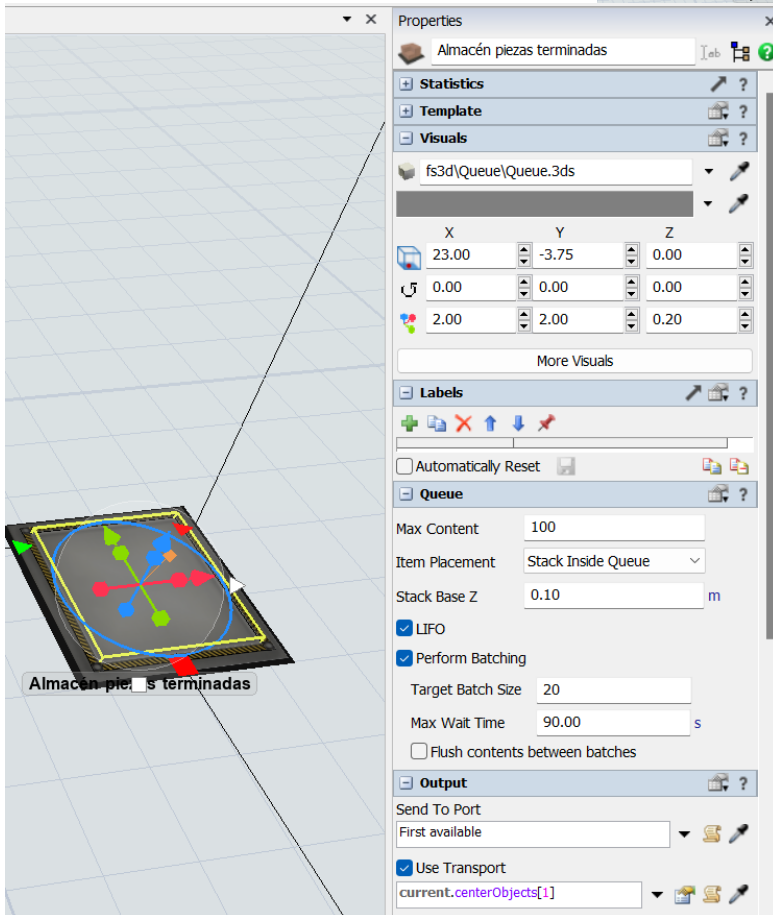 Properties
Almacén piezas terminadas
Statistics
Template
Visuals
fs3d\Queue\Queue.3ds
X Y Z
23.00 -3.75 0.00
0.00 0.00 0.00
2.00 2.00 0.20
More Visuals
Labels
Automatically Reset
Queue
Max Content 100
Item Placement Stack Inside Queue
Stack Base Z 0.10 m
LIFO
Perform Batching
Target Batch Size 20
Max Wait Time 90.00 s
Flush contents between batches
Output
Send To Port
First available
Use Transport
current.centerObjects[1]
Almacén piezas terminadas